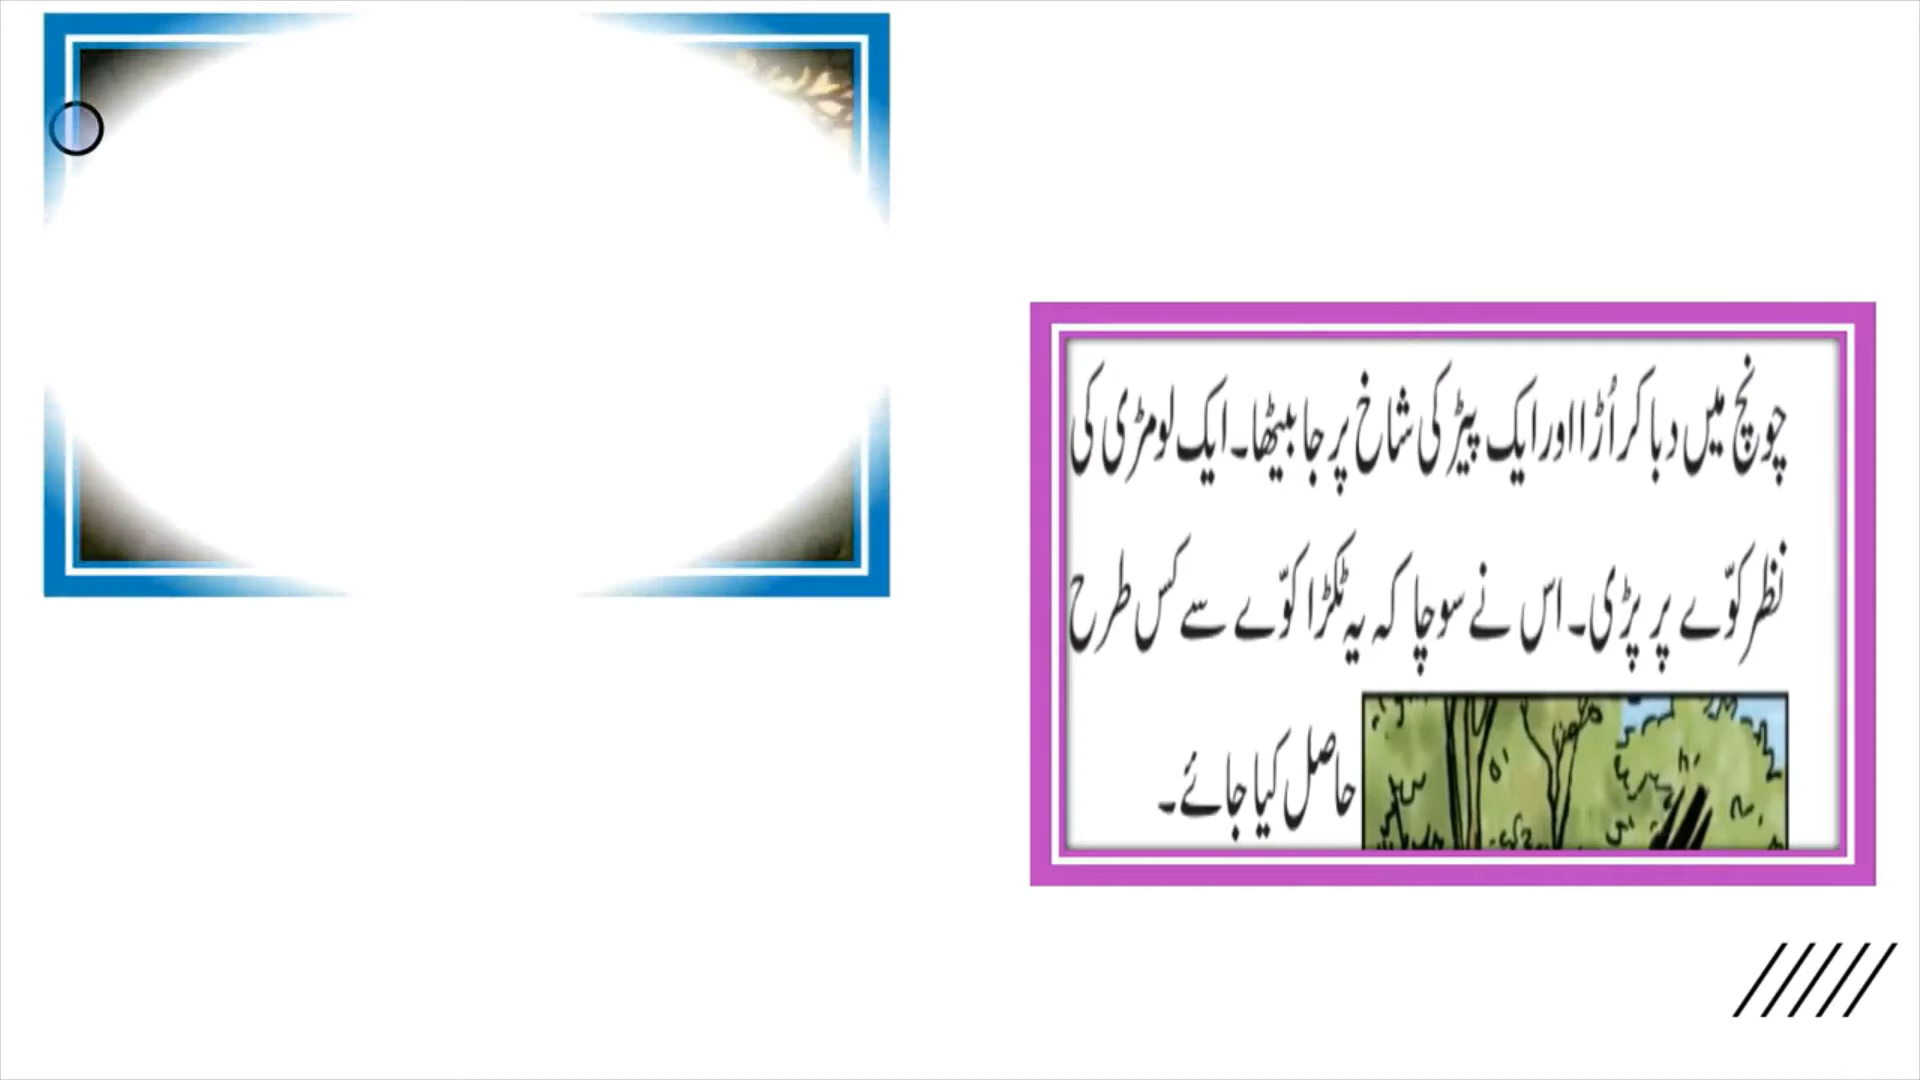 چونچ میں دبا کر اُڑا اور ایک پیڑ کی شاخ پر جا بیٹھا۔ ایک لومڑی کی
نظر کوّے پر پڑی۔ اس نے سوچا کہ یہ ٹکڑا کوّے سے کس طرح
حاصل کیا جائے۔